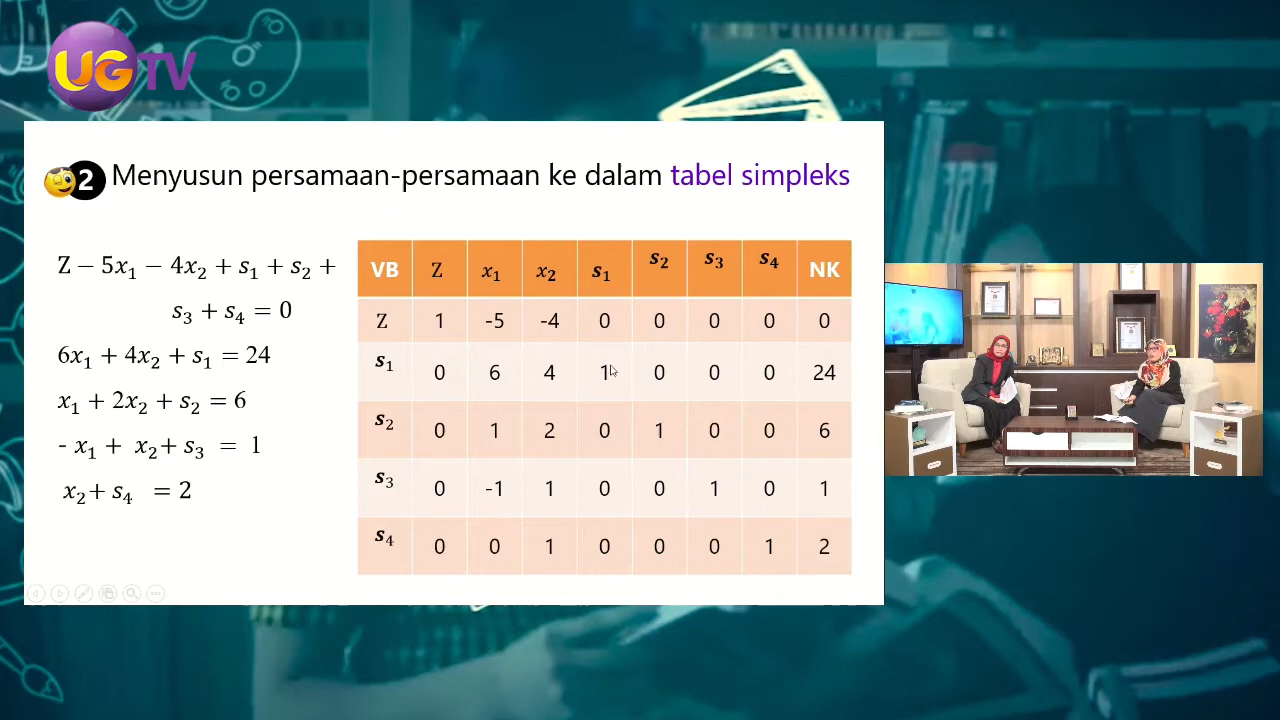 UGTV
2 Menyusun persamaan-persamaan ke dalam tabel simpleks
Z − 5x₁ − 4x₂ + s₁ + s₂ +
s₃ + s₄ = 0
6x₁ + 4x₂ + s₁ = 24
x₁ + 2x₂ + s₂ = 6
- x₁ + x₂ + s₃ = 1
x₂ + s₄ = 2
VB Z x₁ x₂ s₁ s₂ s₃ s₄ NK
Z 1 -5 -4 0 0 0 0 0
s₁ 0 6 4 1 0 0 0 24
s₂ 0 1 2 0 1 0 0 6
s₃ 0 -1 1 0 0 1 0 1
s₄ 0 0 1 0 0 0 1 2